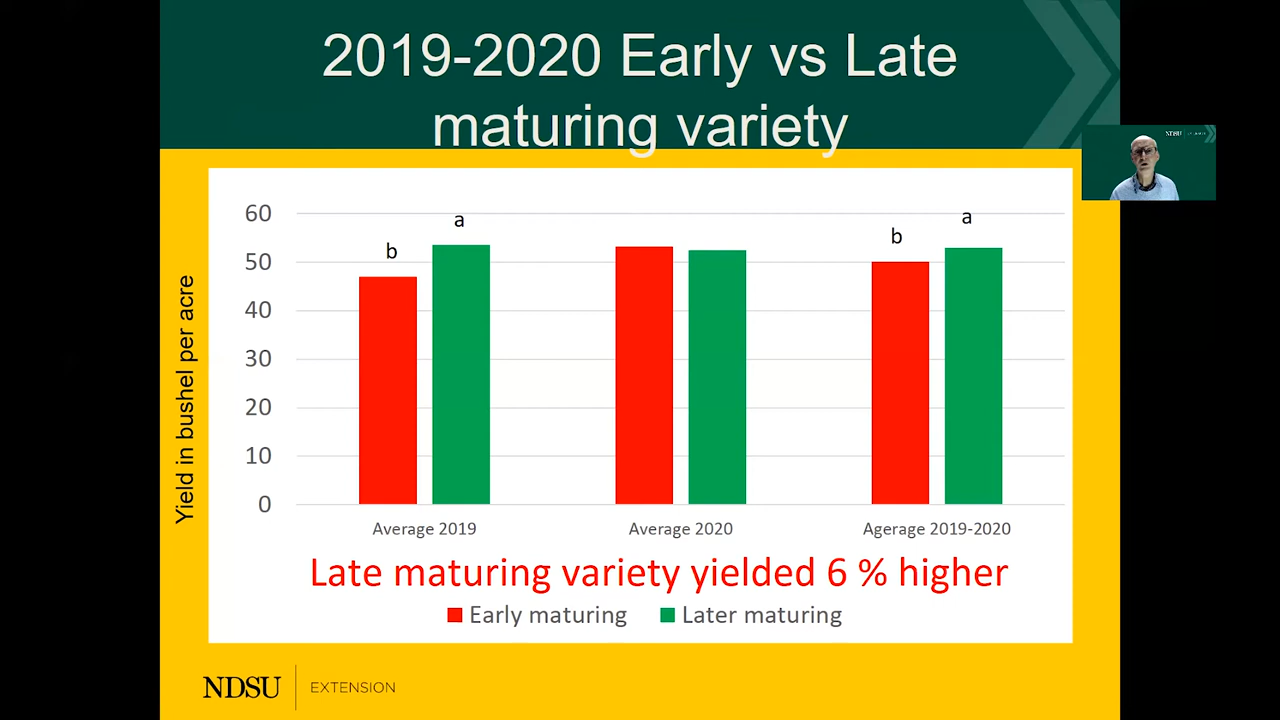 2019-2020 Early vs Late
maturing variety
NDSU
Yield in bushel per acre
60
50
40
30
20
10
0
b
a
b
a
Average 2019
Average 2020
Agerage 2019-2020
Late maturing variety yielded 6 % higher
Early maturing
Later maturing
NDSU
EXTENSION